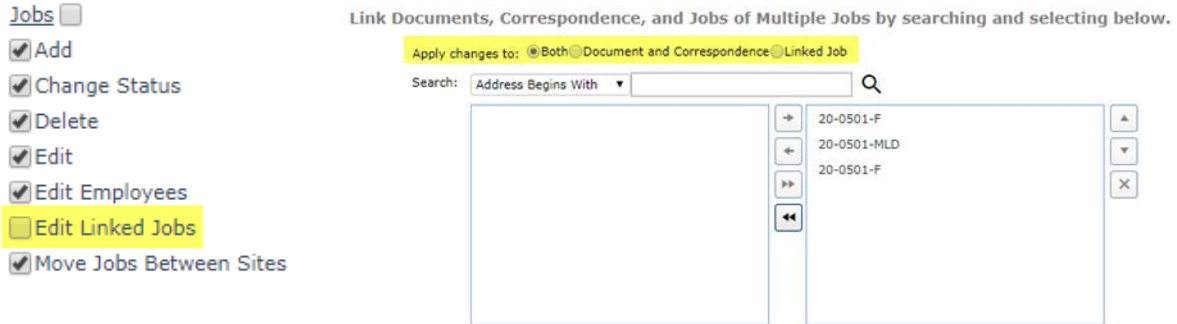 Jobs
Add
Change Status
Delete
Edit
Edit Employees
Edit Linked Jobs
Move Jobs Between Sites
Link Documents, Correspondence, and Jobs of Multiple Jobs by searching and selecting below.
Apply changes to: Both Document and Correspondence Linked Job
Search: Address Begins With
20-0501-F
20-0501-MLD
20-0501-F